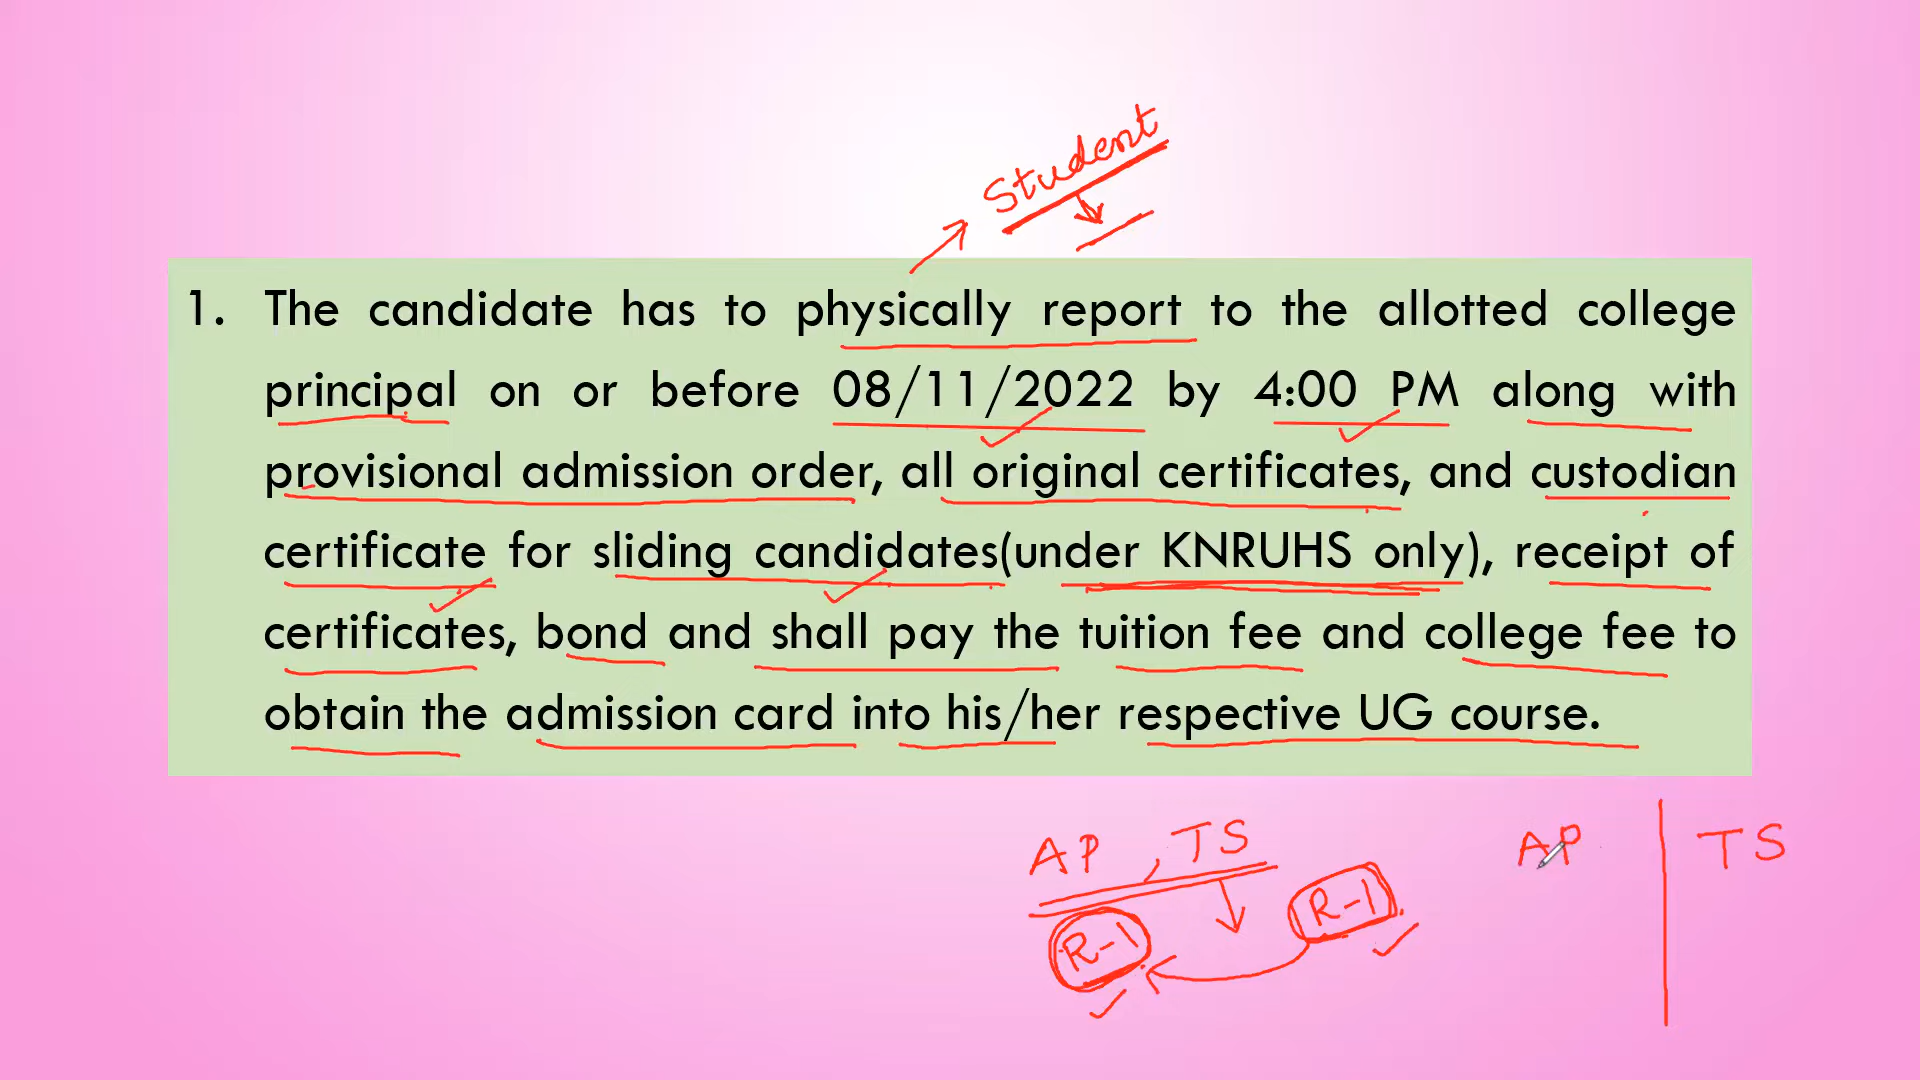 Student
1. The candidate has to physically report to the allotted college
principal on or before 08/11/2022 by 4:00 PM along with
provisional admission order, all original certificates, and custodian
certificate for sliding candidates(under KNRUHS only), receipt of
certificates, bond and shall pay the tuition fee and college fee to
obtain the admission card into his/her respective UG course.
AP , TS AP TS
R-1 R-1